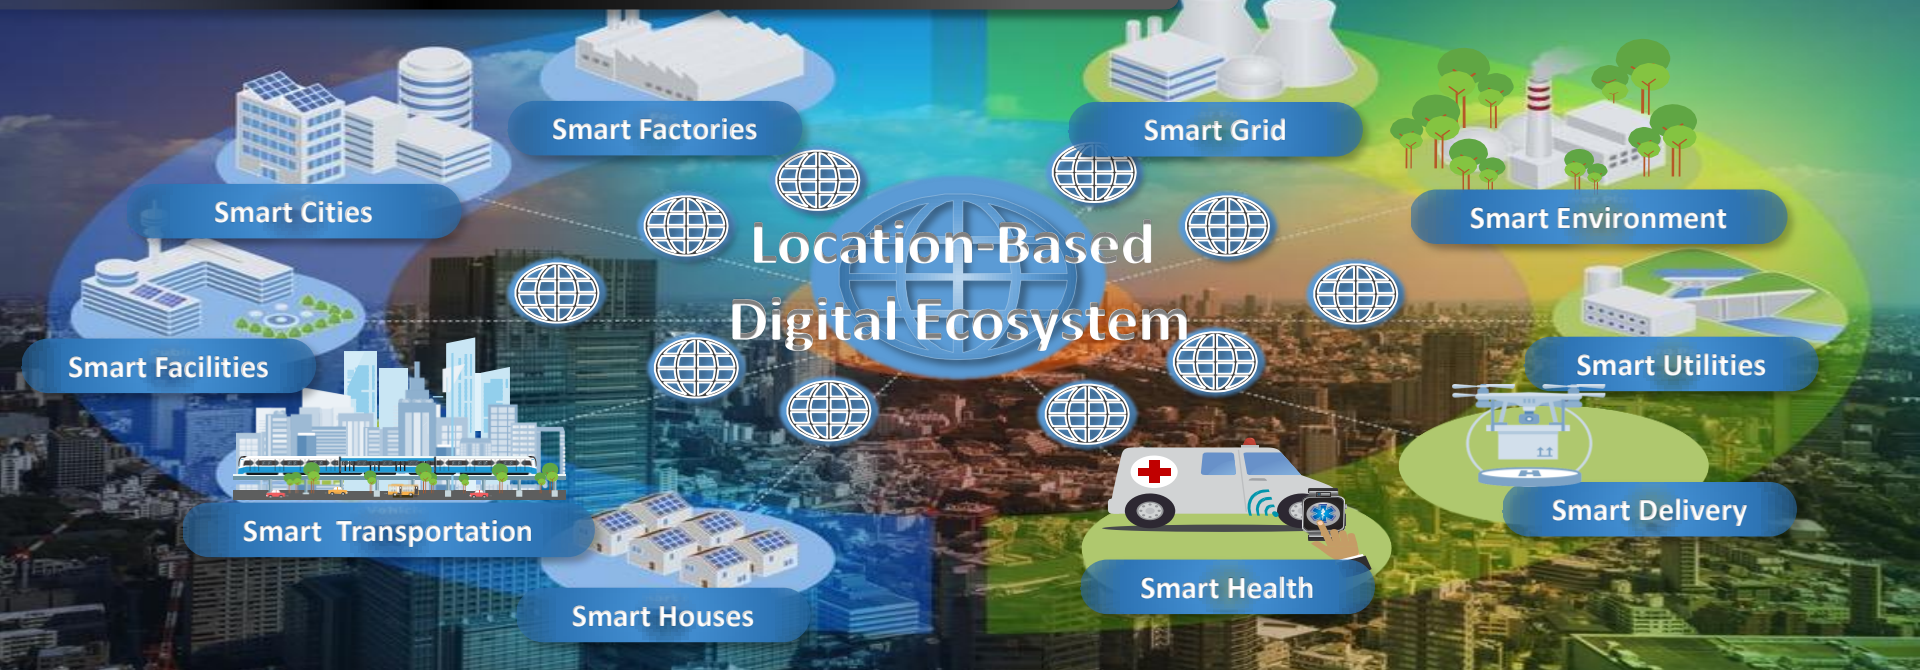 Smart Factories
Smart Grid
Smart Cities
Smart Environment
Location-Based
Digital Ecosystem
Smart Facilities
Smart Utilities
Smart Delivery
Smart Transportation
Smart Health
Smart Houses